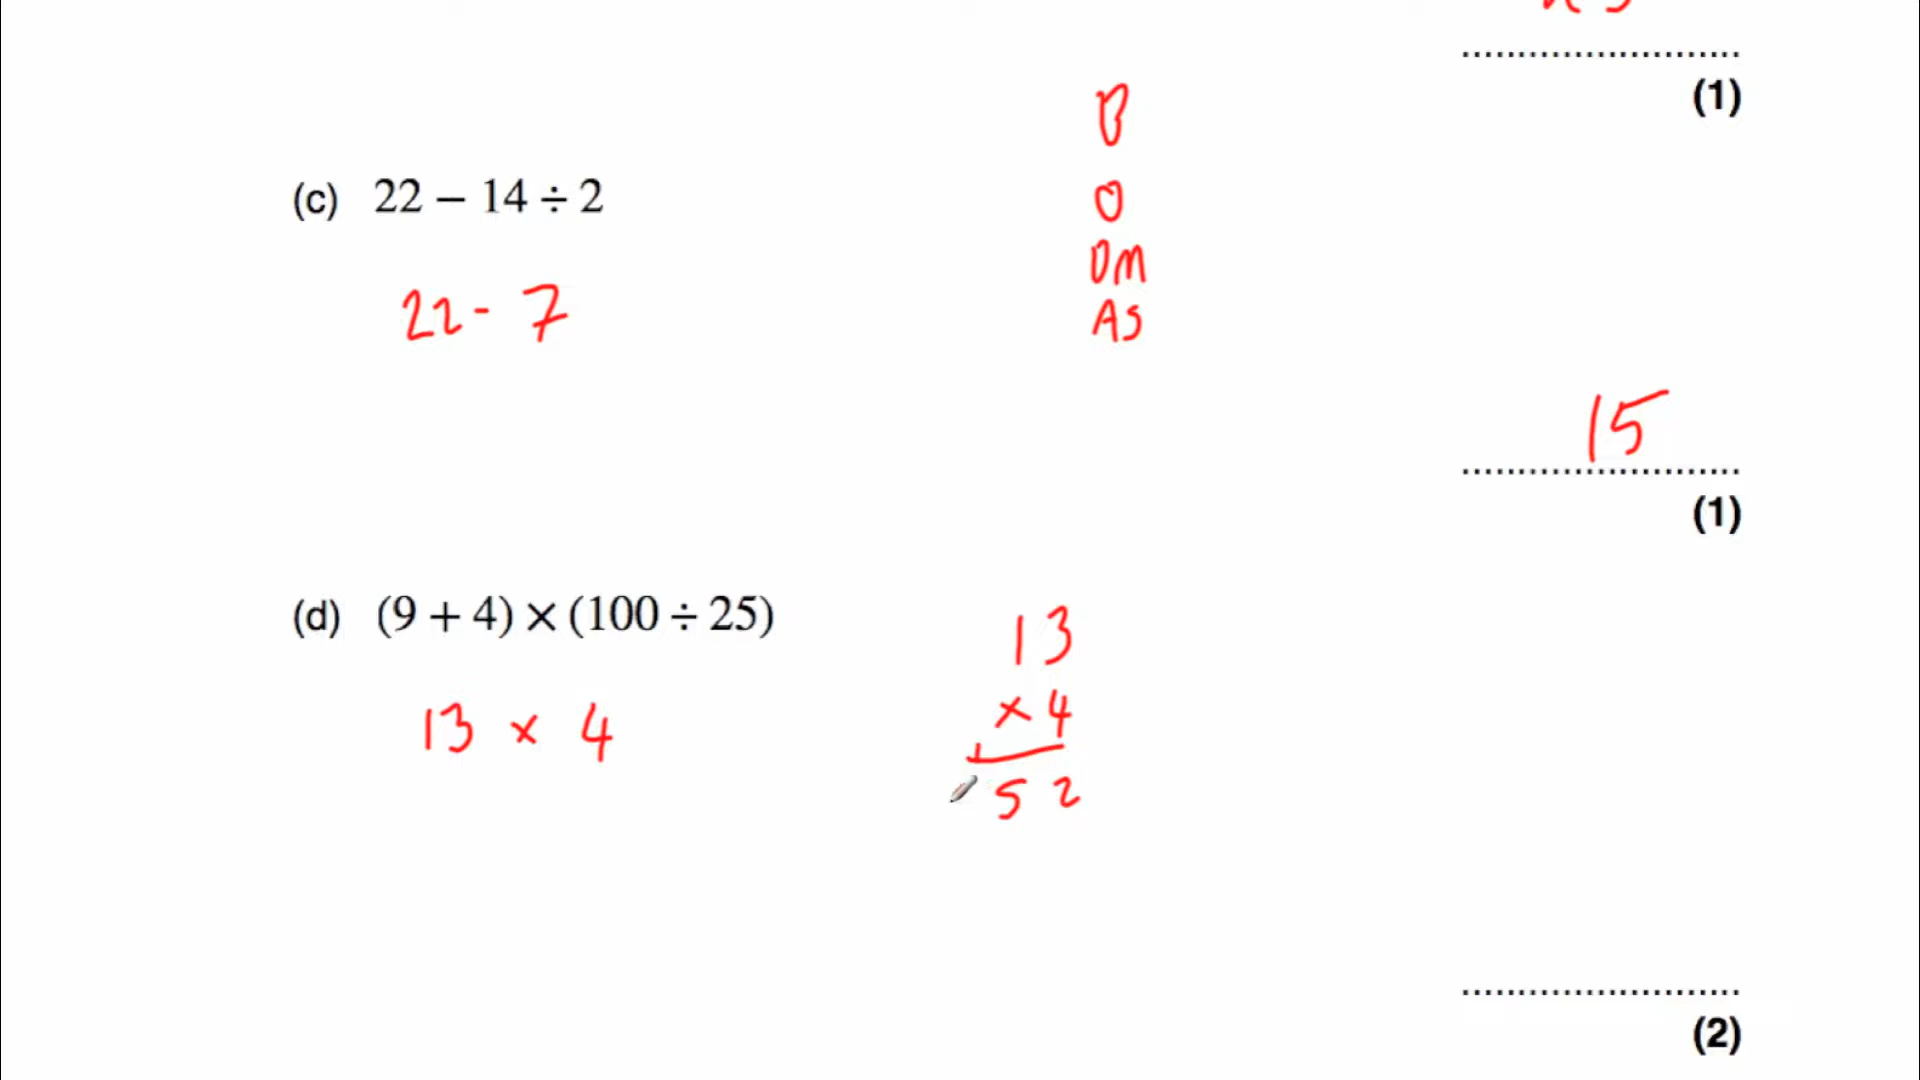 (1)
B
(c) 22 − 14 ÷ 2
O
DM
22 - 7
AS
15
(1)
(d) (9 + 4) × (100 ÷ 25)
13
× 4
13 × 4
52
(2)